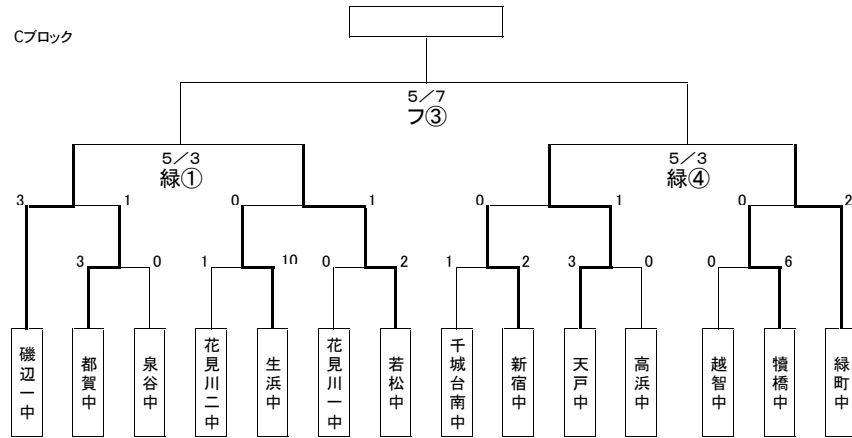 Cブロック
5／7
フ③
5／3
緑①
5／3
緑④
3
1
0
1
0
1
0
2
3
0
1
10
0
2
1
2
3
0
0
6
磯辺一中
都賀中
泉谷中
花見川二中
生浜中
花見川一中
若松中
千城台南中
新宿中
天戸中
高浜中
越智中
犢橋中
緑町中